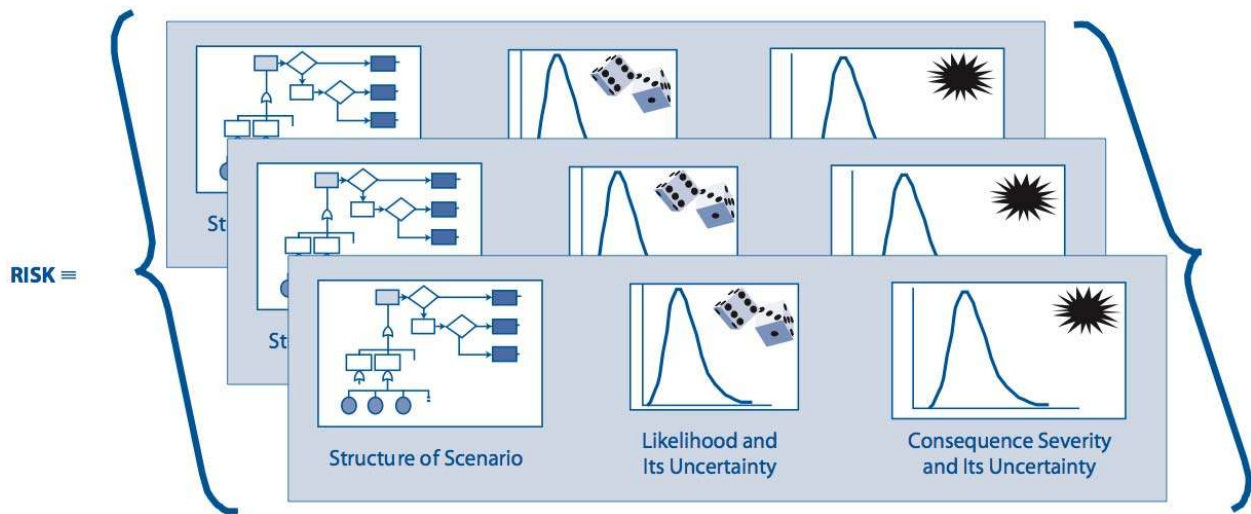 RISK ≡
St
St
Structure of Scenario
Likelihood and
Its Uncertainty
Consequence Severity
and Its Uncertainty